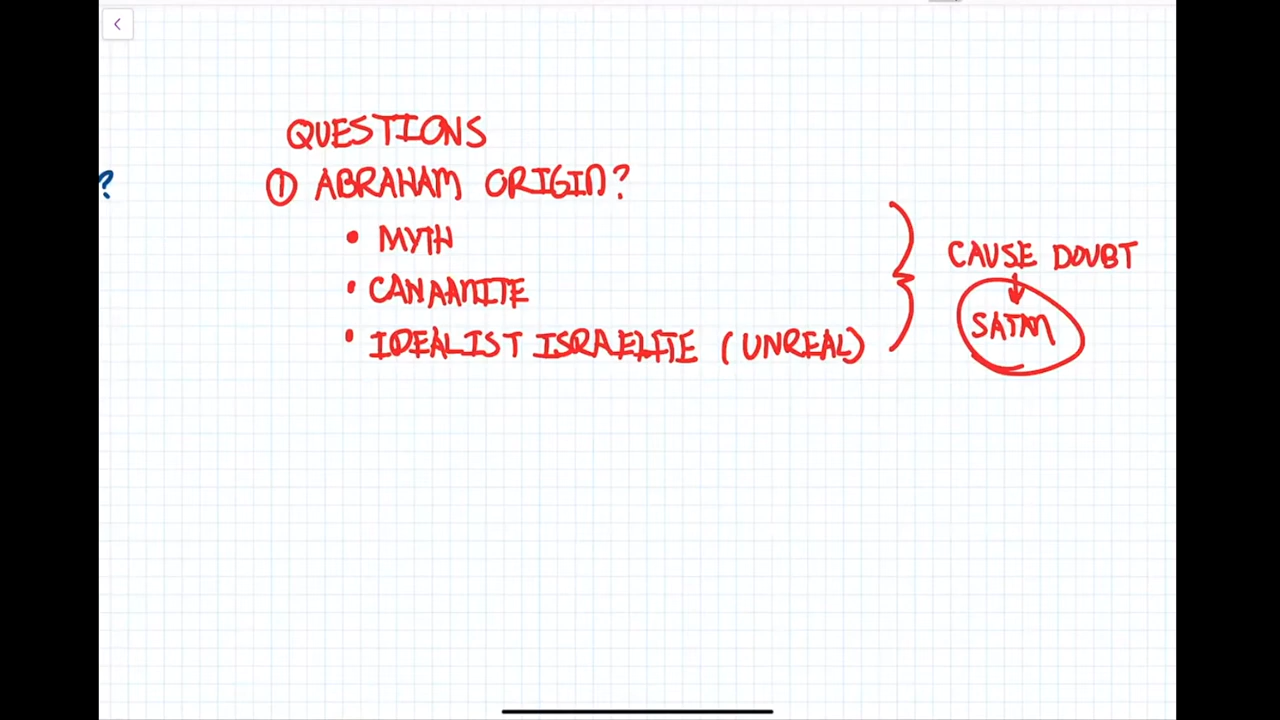 QUESTIONS
?
① ABRAHAM ORIGIN?
• MYTH
• CANAANITE
• IDEALIST ISRAELITE (UNREAL)
CAUSE DOUBT
SATAN